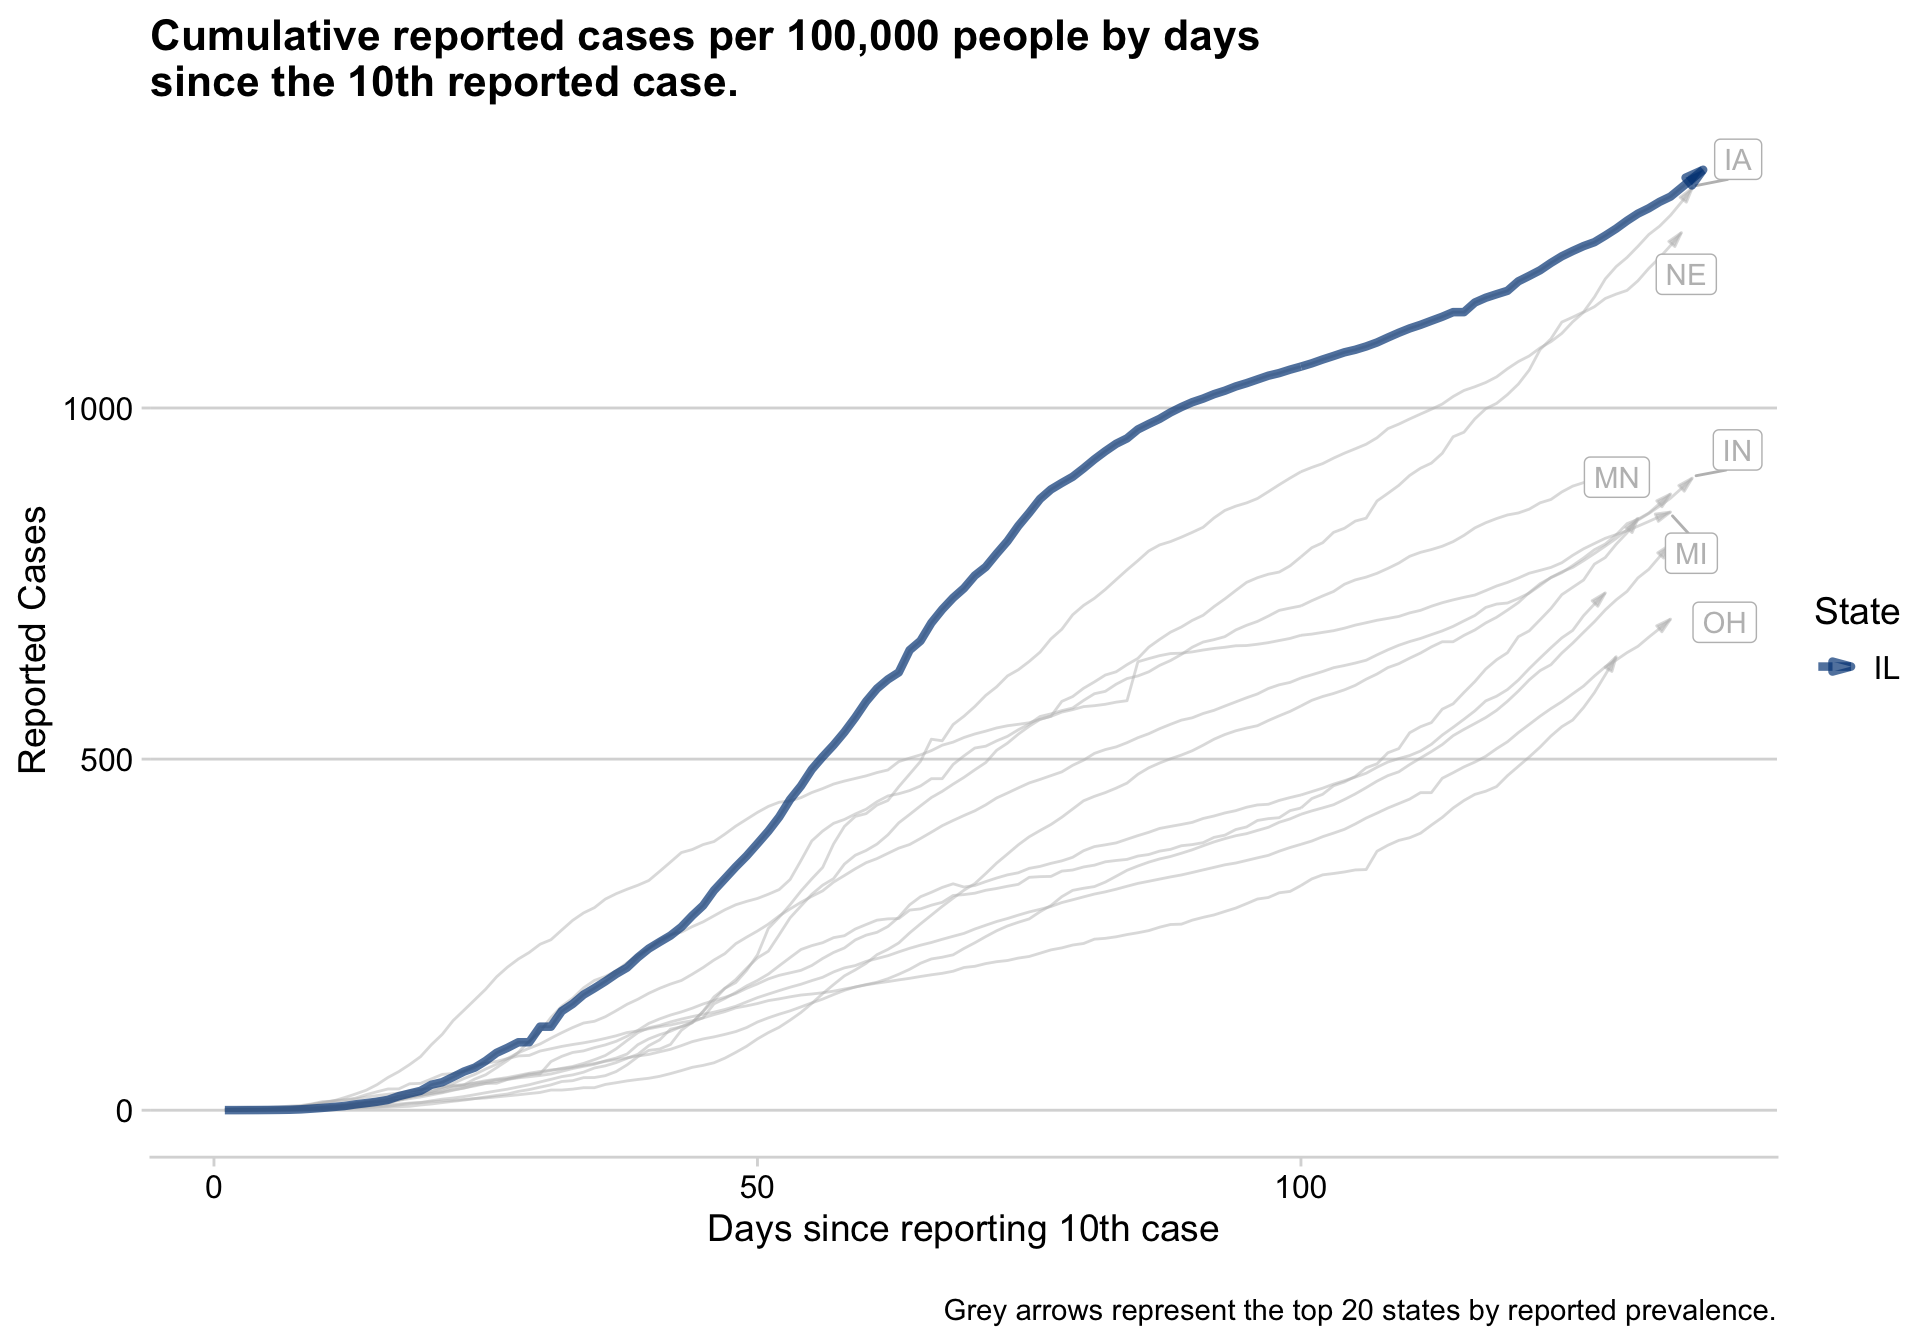 Cumulative reported cases per 100,000 people by days
since the 10th reported case.
IA
NE
1000
IN
MN
MI
OH
500
0
Reported Cases
State
IL
0 50 100
Days since reporting 10th case
Grey arrows represent the top 20 states by reported prevalence.